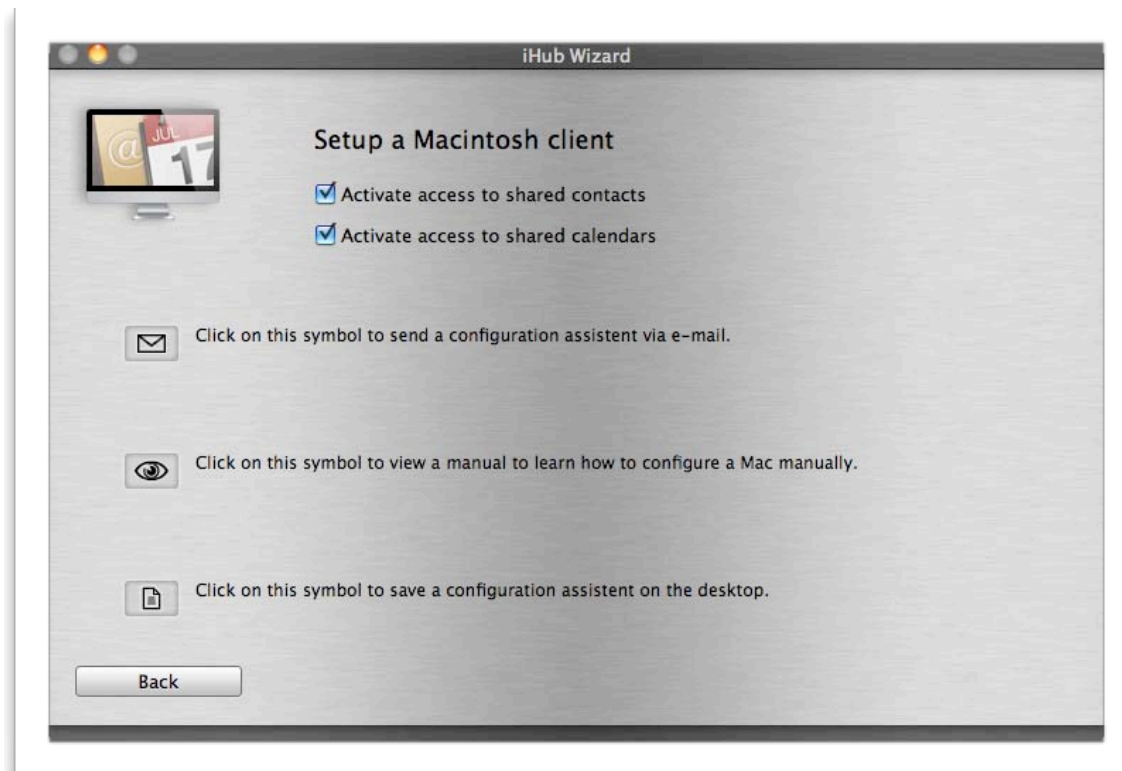 iHub Wizard
@
JUL
17
Setup a Macintosh client
Activate access to shared contacts
Activate access to shared calendars
Click on this symbol to send a configuration assistent via e-mail.
Click on this symbol to view a manual to learn how to configure a Mac manually.
Click on this symbol to save a configuration assistent on the desktop.
Back